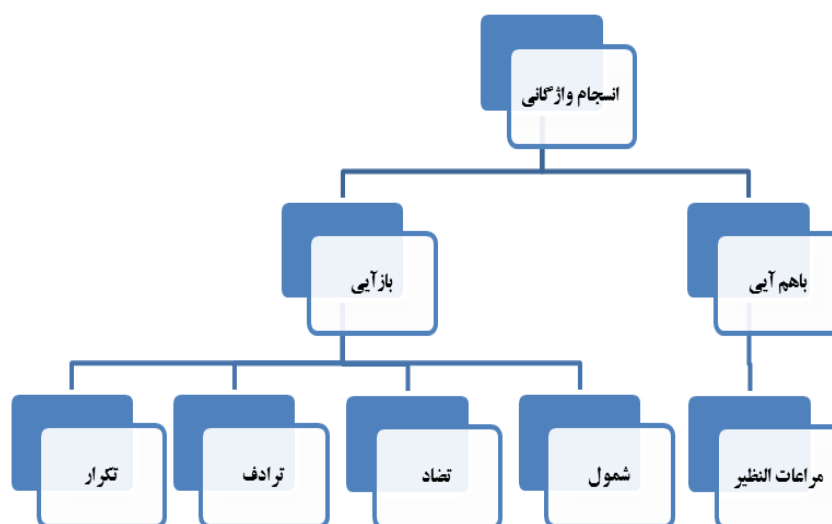 انسجام واژگانی
باهم آیی
بازآیی
مراعات النظیر
شمول
تضاد
ترادف
تکرار